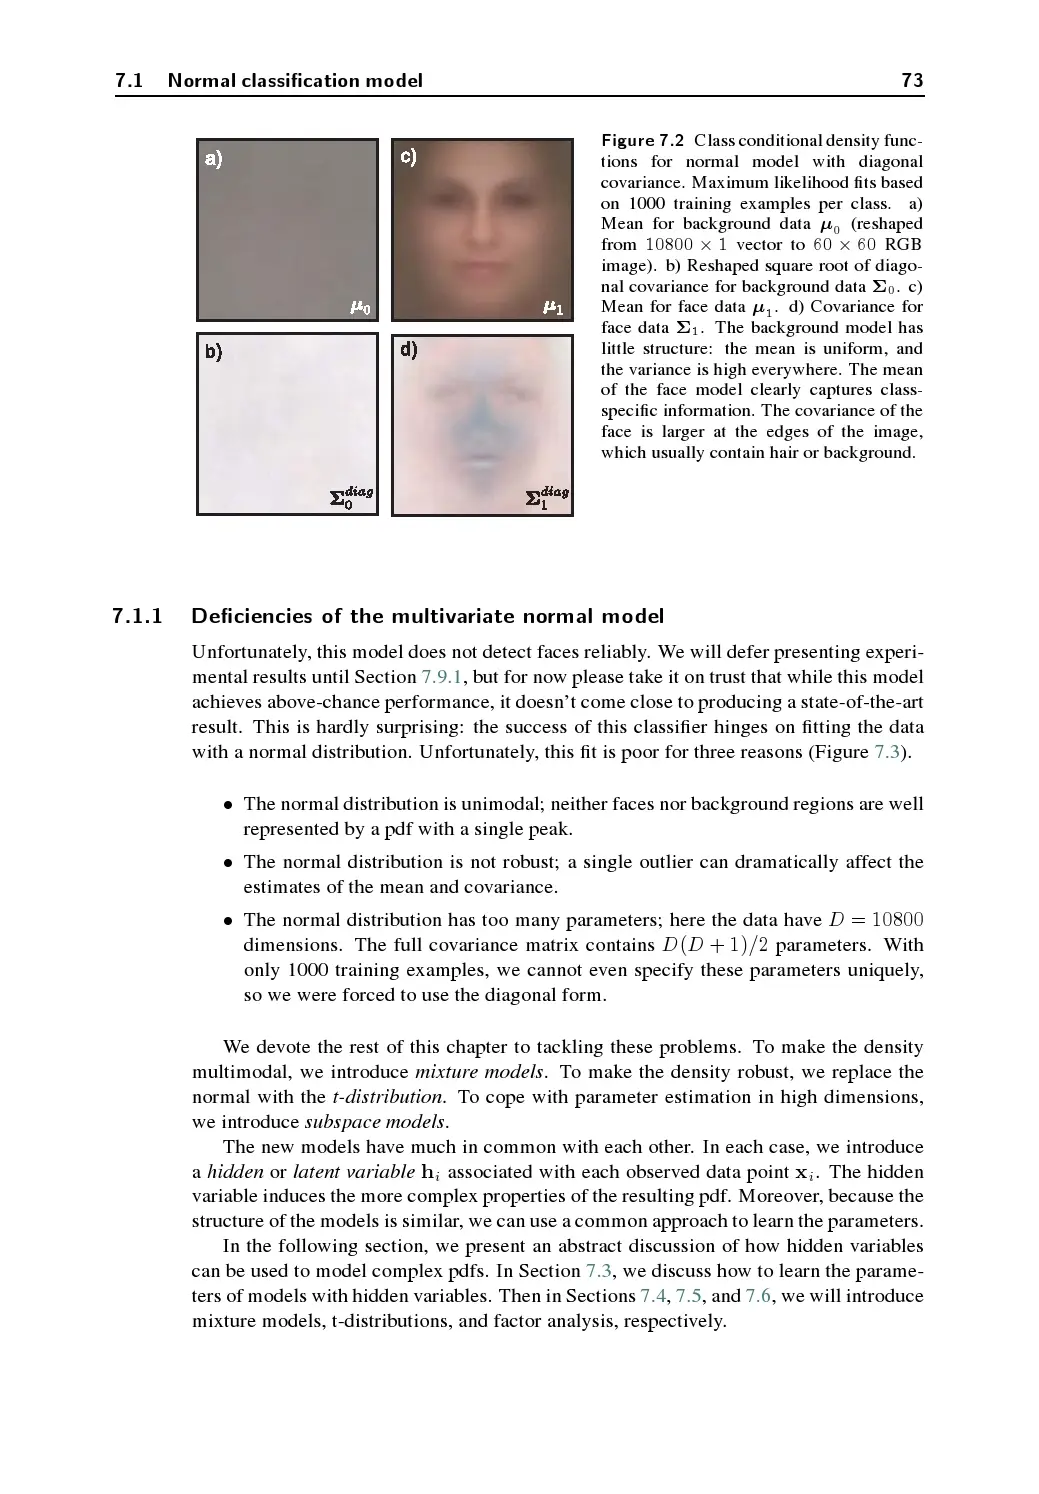 7.1 Normal classification model 73
a)
μ0
c)
μ1
b)
Σ0^diag
d)
Σ1^diag
Figure 7.2 Class conditional density func-
tions for normal model with diagonal
covariance. Maximum likelihood fits based
on 1000 training examples per class. a)
Mean for background data μ0 (reshaped
from 10800 × 1 vector to 60 × 60 RGB
image). b) Reshaped square root of diago-
nal covariance for background data Σ0. c)
Mean for face data μ1. d) Covariance for
face data Σ1. The background model has
little structure: the mean is uniform, and
the variance is high everywhere. The mean
of the face model clearly captures class-
specific information. The covariance of the
face is larger at the edges of the image,
which usually contain hair or background.
7.1.1 Deficiencies of the multivariate normal model
Unfortunately, this model does not detect faces reliably. We will defer presenting experi-
mental results until Section 7.9.1, but for now please take it on trust that while this model
achieves above-chance performance, it doesn't come close to producing a state-of-the-art
result. This is hardly surprising: the success of this classifier hinges on fitting the data
with a normal distribution. Unfortunately, this fit is poor for three reasons (Figure 7.3).
• The normal distribution is unimodal; neither faces nor background regions are well
represented by a pdf with a single peak.
• The normal distribution is not robust; a single outlier can dramatically affect the
estimates of the mean and covariance.
• The normal distribution has too many parameters; here the data have D = 10800
dimensions. The full covariance matrix contains D(D + 1)/2 parameters. With
only 1000 training examples, we cannot even specify these parameters uniquely,
so we were forced to use the diagonal form.
We devote the rest of this chapter to tackling these problems. To make the density
multimodal, we introduce mixture models. To make the density robust, we replace the
normal with the t-distribution. To cope with parameter estimation in high dimensions,
we introduce subspace models.
The new models have much in common with each other. In each case, we introduce
a hidden or latent variable hi associated with each observed data point xi. The hidden
variable induces the more complex properties of the resulting pdf. Moreover, because the
structure of the models is similar, we can use a common approach to learn the parameters.
In the following section, we present an abstract discussion of how hidden variables
can be used to model complex pdfs. In Section 7.3, we discuss how to learn the parame-
ters of models with hidden variables. Then in Sections 7.4, 7.5, and 7.6, we will introduce
mixture models, t-distributions, and factor analysis, respectively.